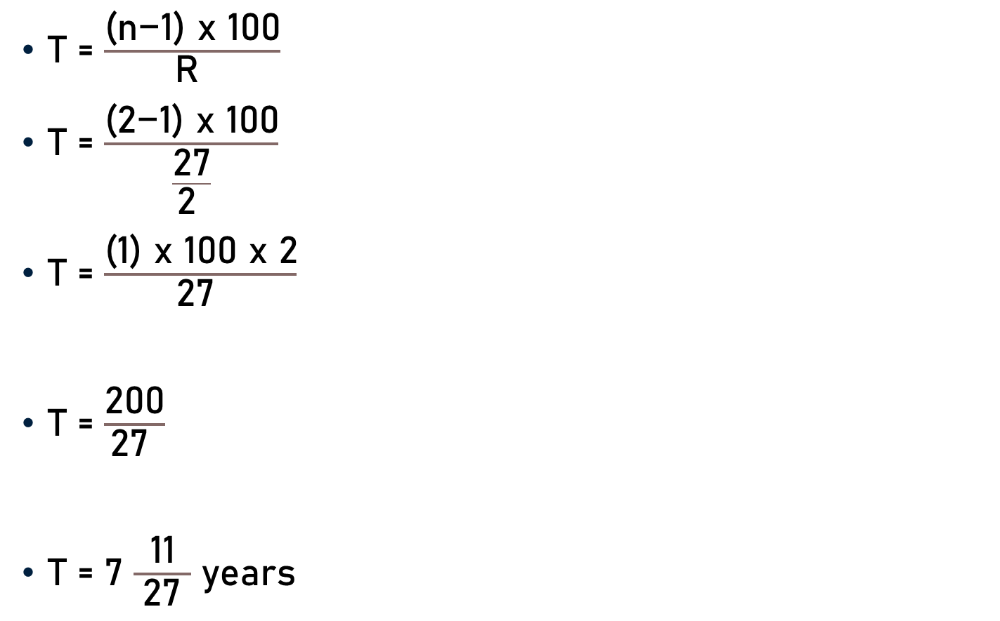 • T = (n−1) x 100
R
• T = (2−1) x 100
27
2
• T = (1) x 100 x 2
27
• T = 200
27
• T = 7 11
27 years